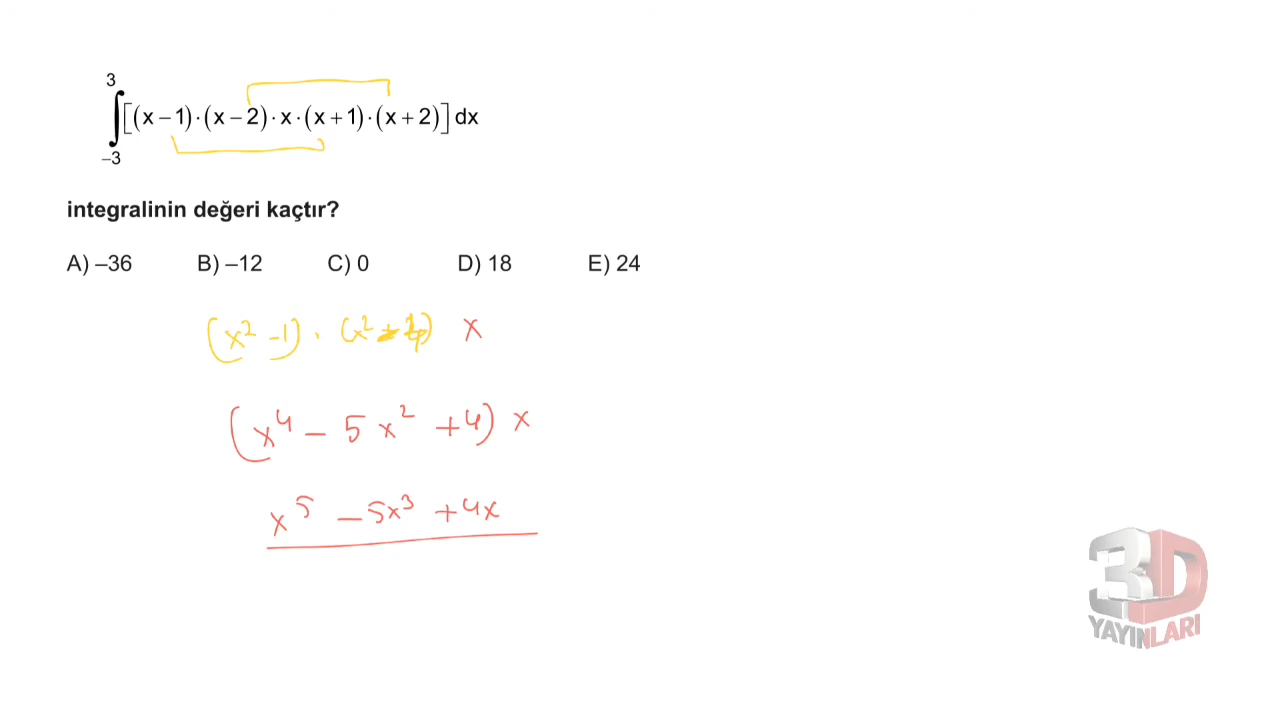 3
∫[(x – 1)·(x – 2)·x·(x + 1)·(x + 2)] dx
–3
integralinin değeri kaçtır?
A) –36 B) –12 C) 0 D) 18 E) 24
(x² -1) · (x² - 4) x
(x⁴ - 5x² + 4) x
x⁵ - 5x³ + 4x
3D
YAYINLARI